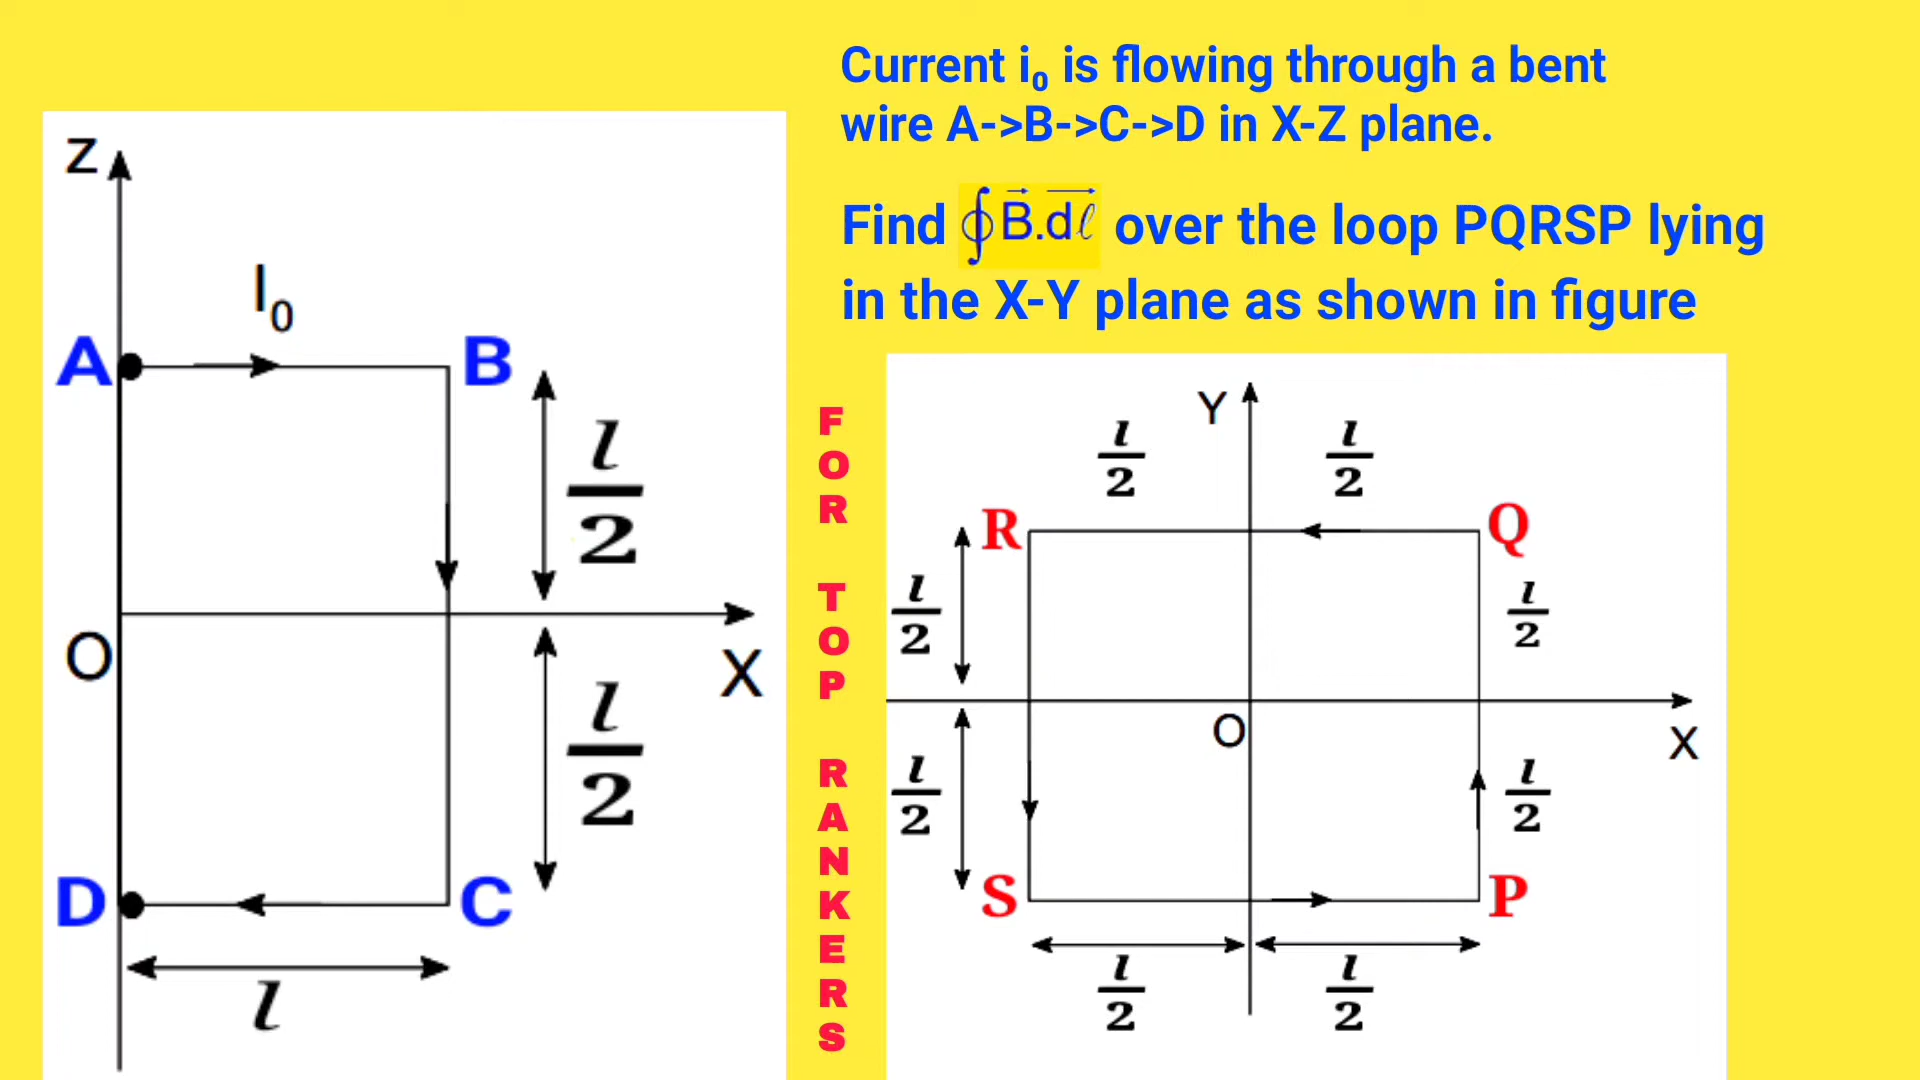 Current i₀ is flowing through a bent
wire A->B->C->D in X-Z plane.
Find ∮B⃗.dℓ⃗ over the loop PQRSP lying
in the X-Y plane as shown in figure
Z
I₀
A
B
l/2
O
X
l/2
D
C
l
FOR TOP RANKERS
Y
l/2
l/2
R
Q
l/2
l/2
O
X
l/2
l/2
S
P
l/2
l/2